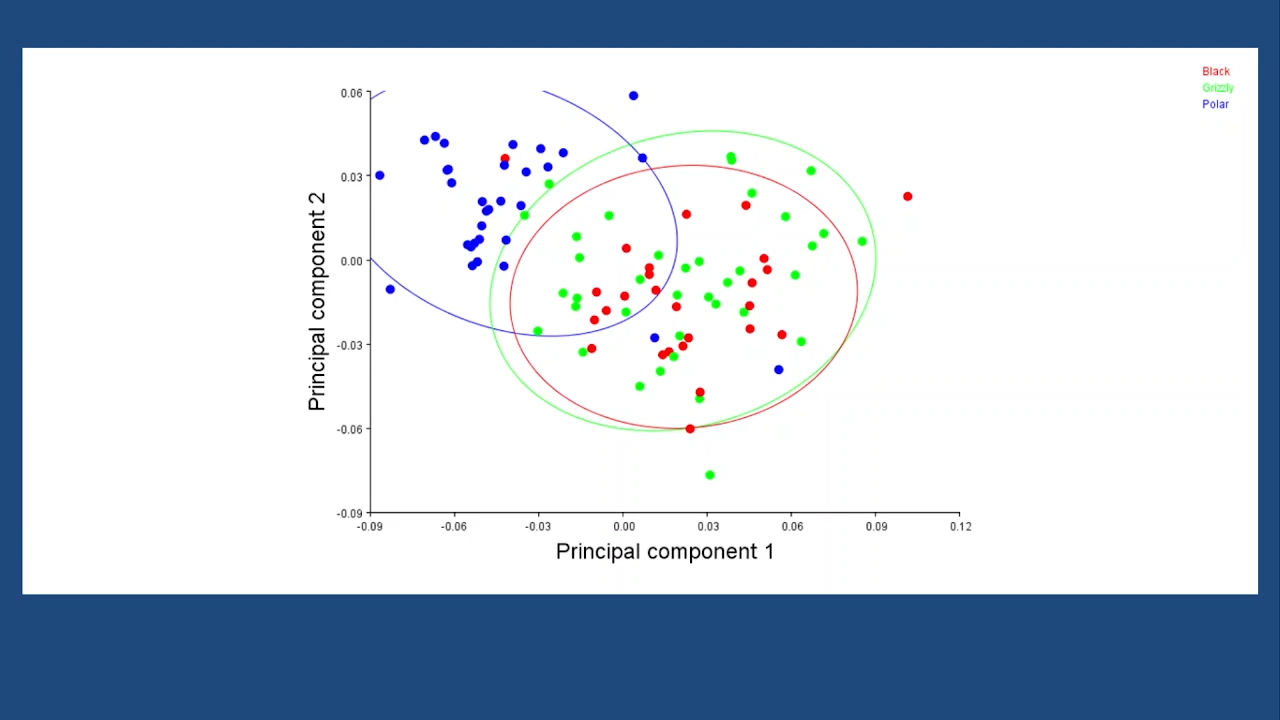 Black
Grizzly
Polar
0.06
0.03
0.00
-0.03
-0.06
-0.09
Principal component 2
-0.09 -0.06 -0.03 0.00 0.03 0.06 0.09 0.12
Principal component 1